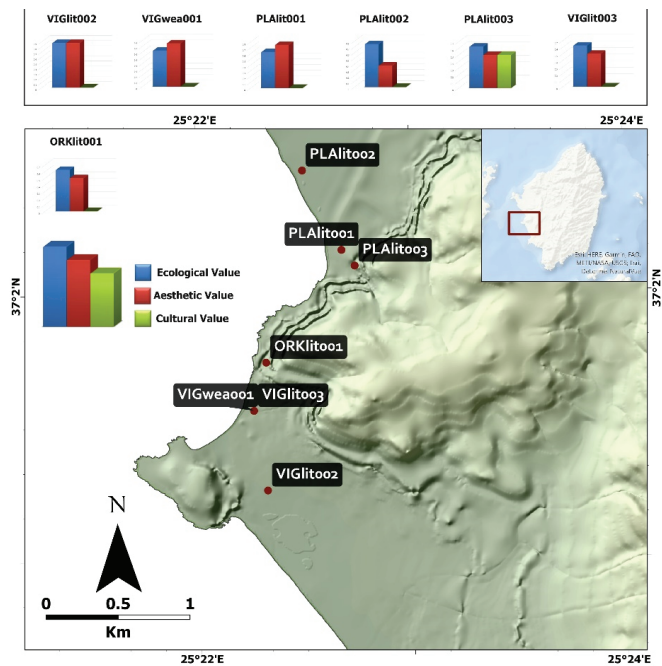 VIGlit002 VIGwea001 PLAlit001 PLAlit002 PLAlit003 VIGlit003
25°22'E 25°24'E
ORKlit001
PLAlit002
PLAlit001
PLAlit003
Ecological Value
Aesthetic Value
Cultural Value
37°2'N 37°2'N
ORKlit001
VIGwea001 VIGlit003
VIGlit002
N
0 0.5 1
Km
25°22'E 25°24'E